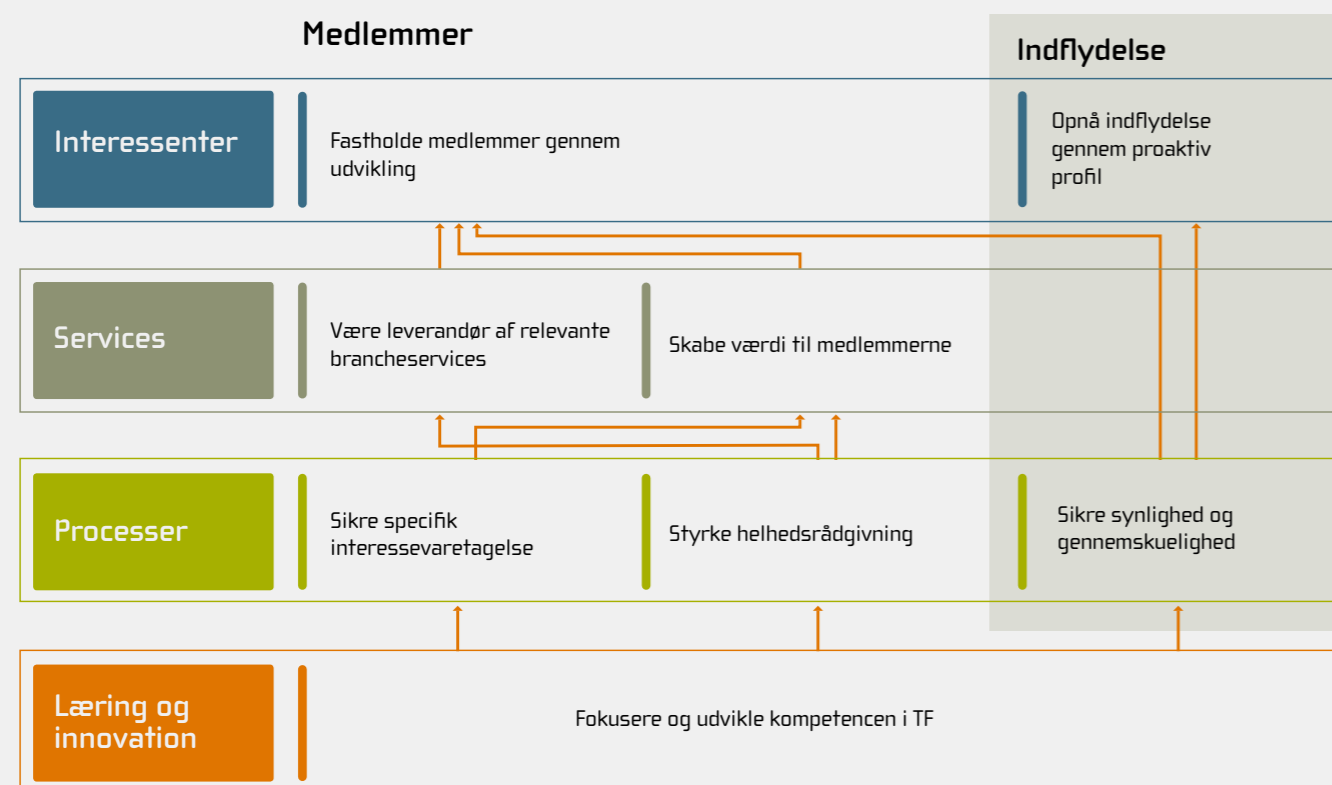 Medlemmer
Indflydelse
Interessenter
Fastholde medlemmer gennem
udvikling
Opnå indflydelse
gennem proaktiv
profil
Services
Være leverandør af relevante
brancheservices
Skabe værdi til medlemmerne
Processer
Sikre specifik
interessevaretagelse
Styrke helhedsrådgivning
Sikre synlighed og
gennemskuelighed
Læring og
innovation
Fokusere og udvikle kompetencen i TF